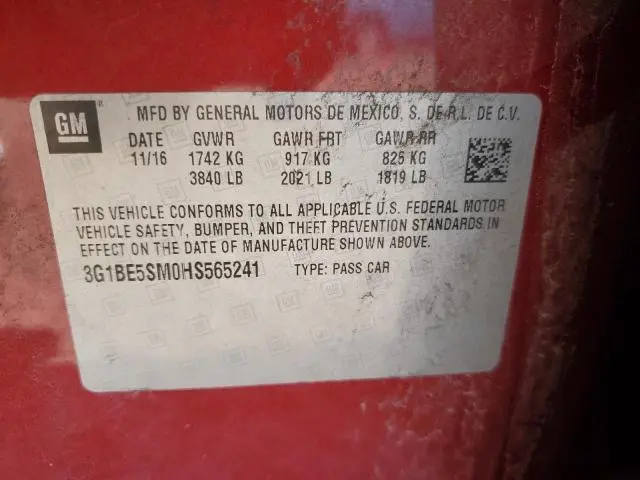 GM ® MFD BY GENERAL MOTORS DE MEXICO, S. DE R.L. DE C.V.
DATE GVWR GAWR FRT GAWR RR
11/16 1742 KG 917 KG 825 KG
3840 LB 2021 LB 1819 LB
THIS VEHICLE CONFORMS TO ALL APPLICABLE U.S. FEDERAL MOTOR
VEHICLE SAFETY, BUMPER, AND THEFT PREVENTION STANDARDS IN
EFFECT ON THE DATE OF MANUFACTURE SHOWN ABOVE.
3G1BE5SM0HS565241 TYPE: PASS CAR